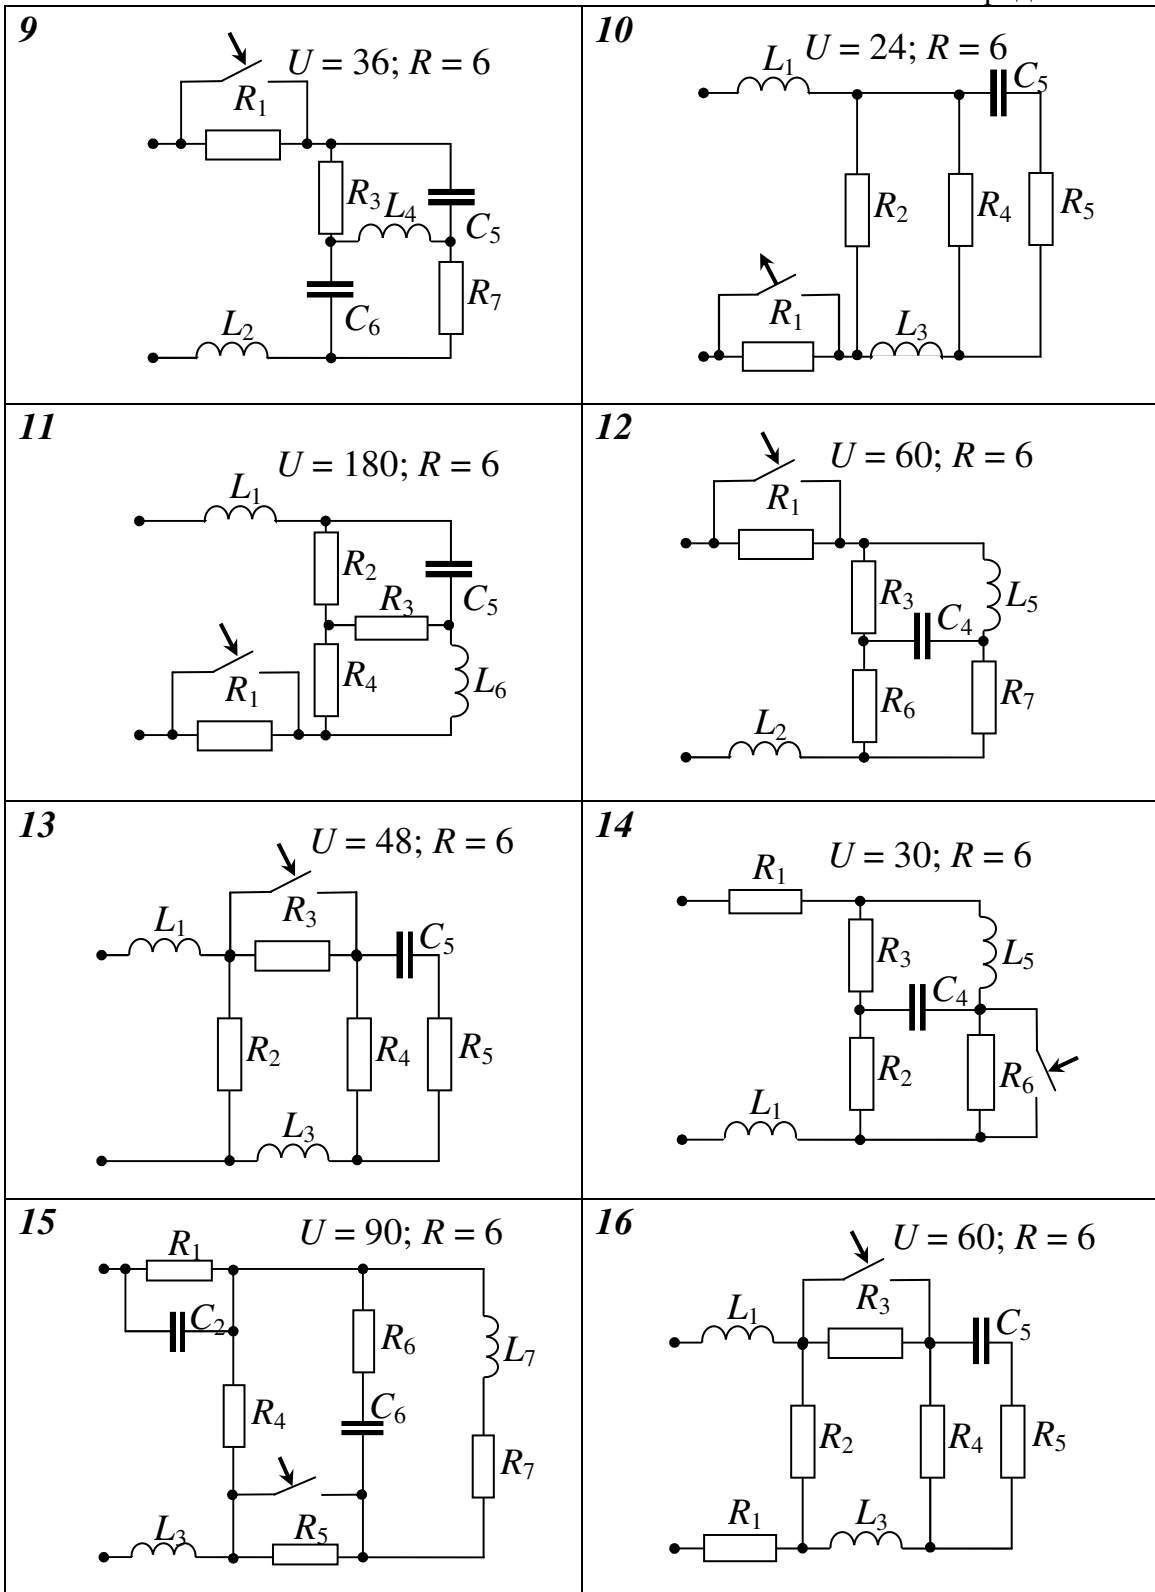 9
U = 36; R = 6
R1
R3
L4
C5
R7
C6
L2
10
U = 24; R = 6
L1
C5
R2
R4
R5
R1
L3
11
U = 180; R = 6
L1
R2
R3
C5
R4
R1
L6
12
U = 60; R = 6
R1
R3
C4
L5
R6
R7
L2
13
U = 48; R = 6
R3
L1
C5
R2
R4
R5
L3
14
U = 30; R = 6
R1
R3
C4
L5
R2
R6
L1
15
U = 90; R = 6
R1
C2
R6
L7
R4
C6
R7
L3
R5
16
U = 60; R = 6
R3
L1
C5
R2
R4
R5
R1
L3